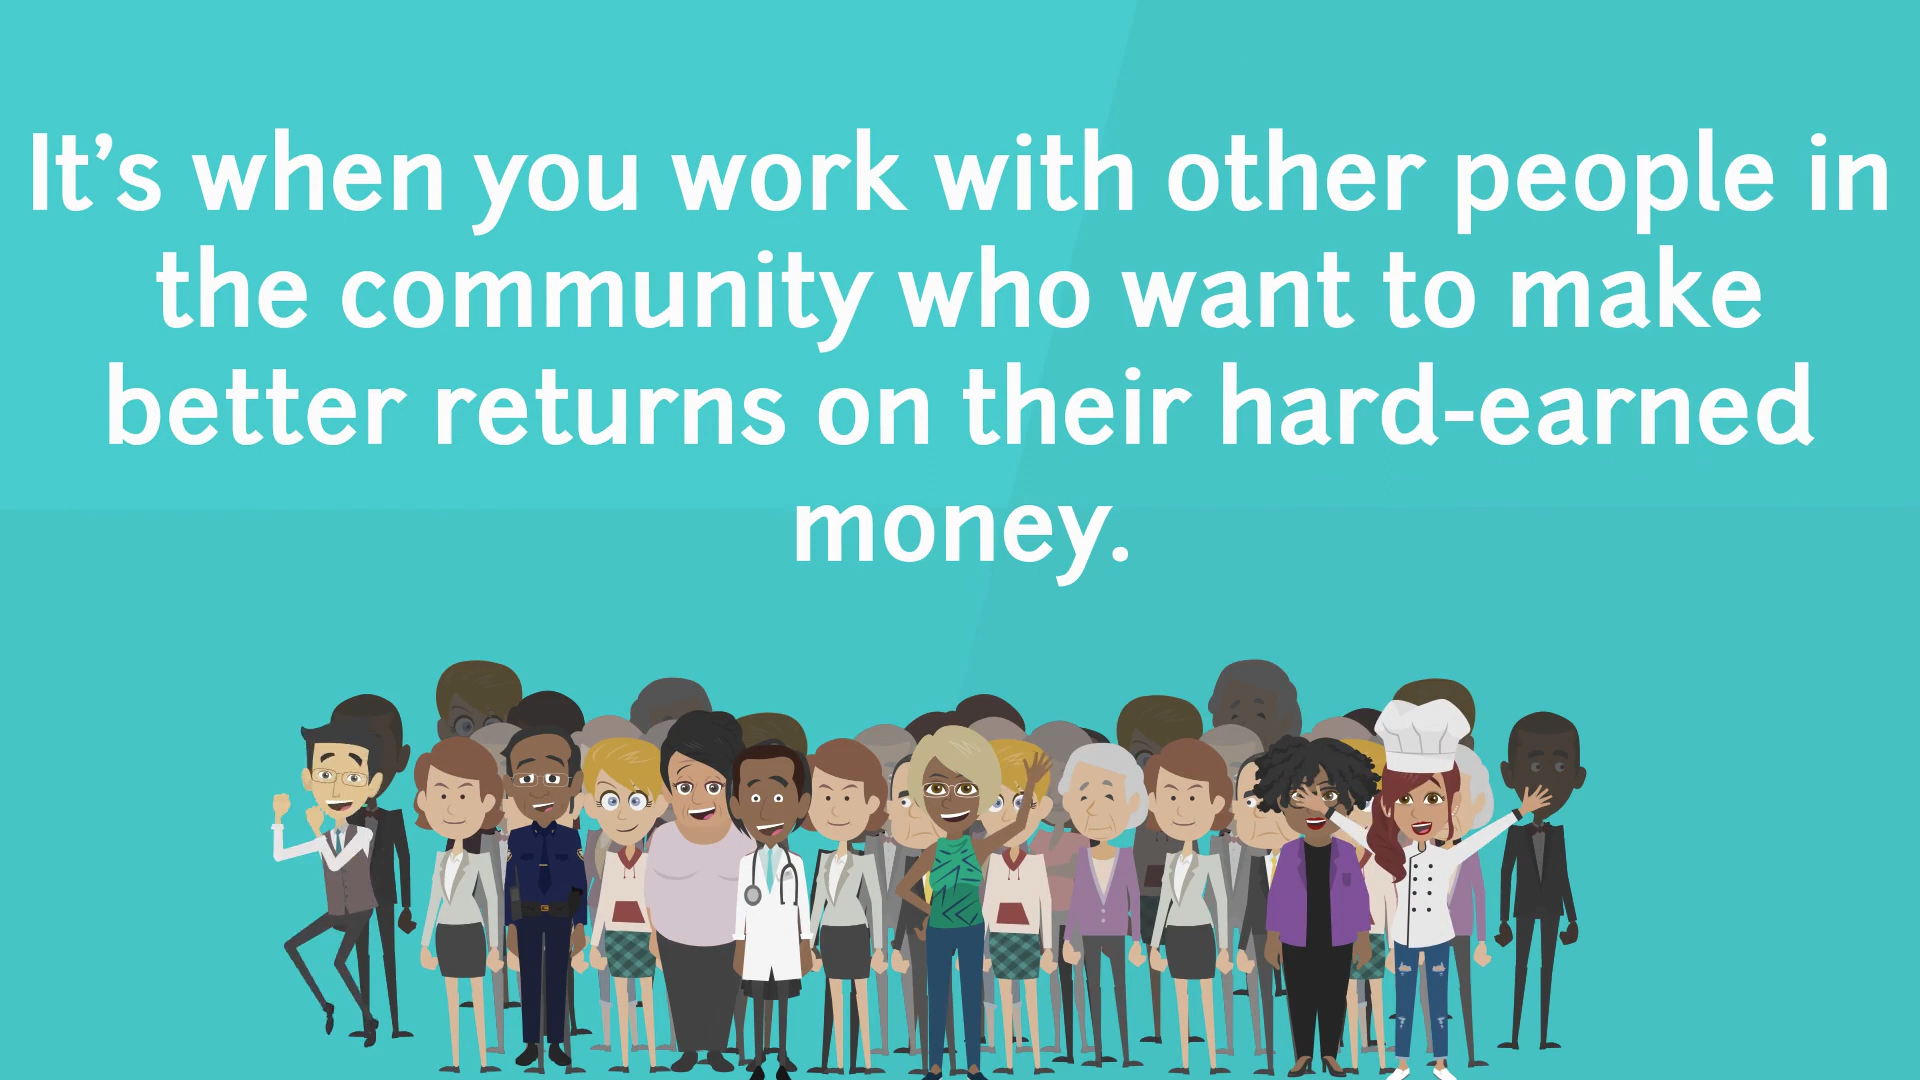 It’s when you work with other people in
the community who want to make
better returns on their hard-earned
money.